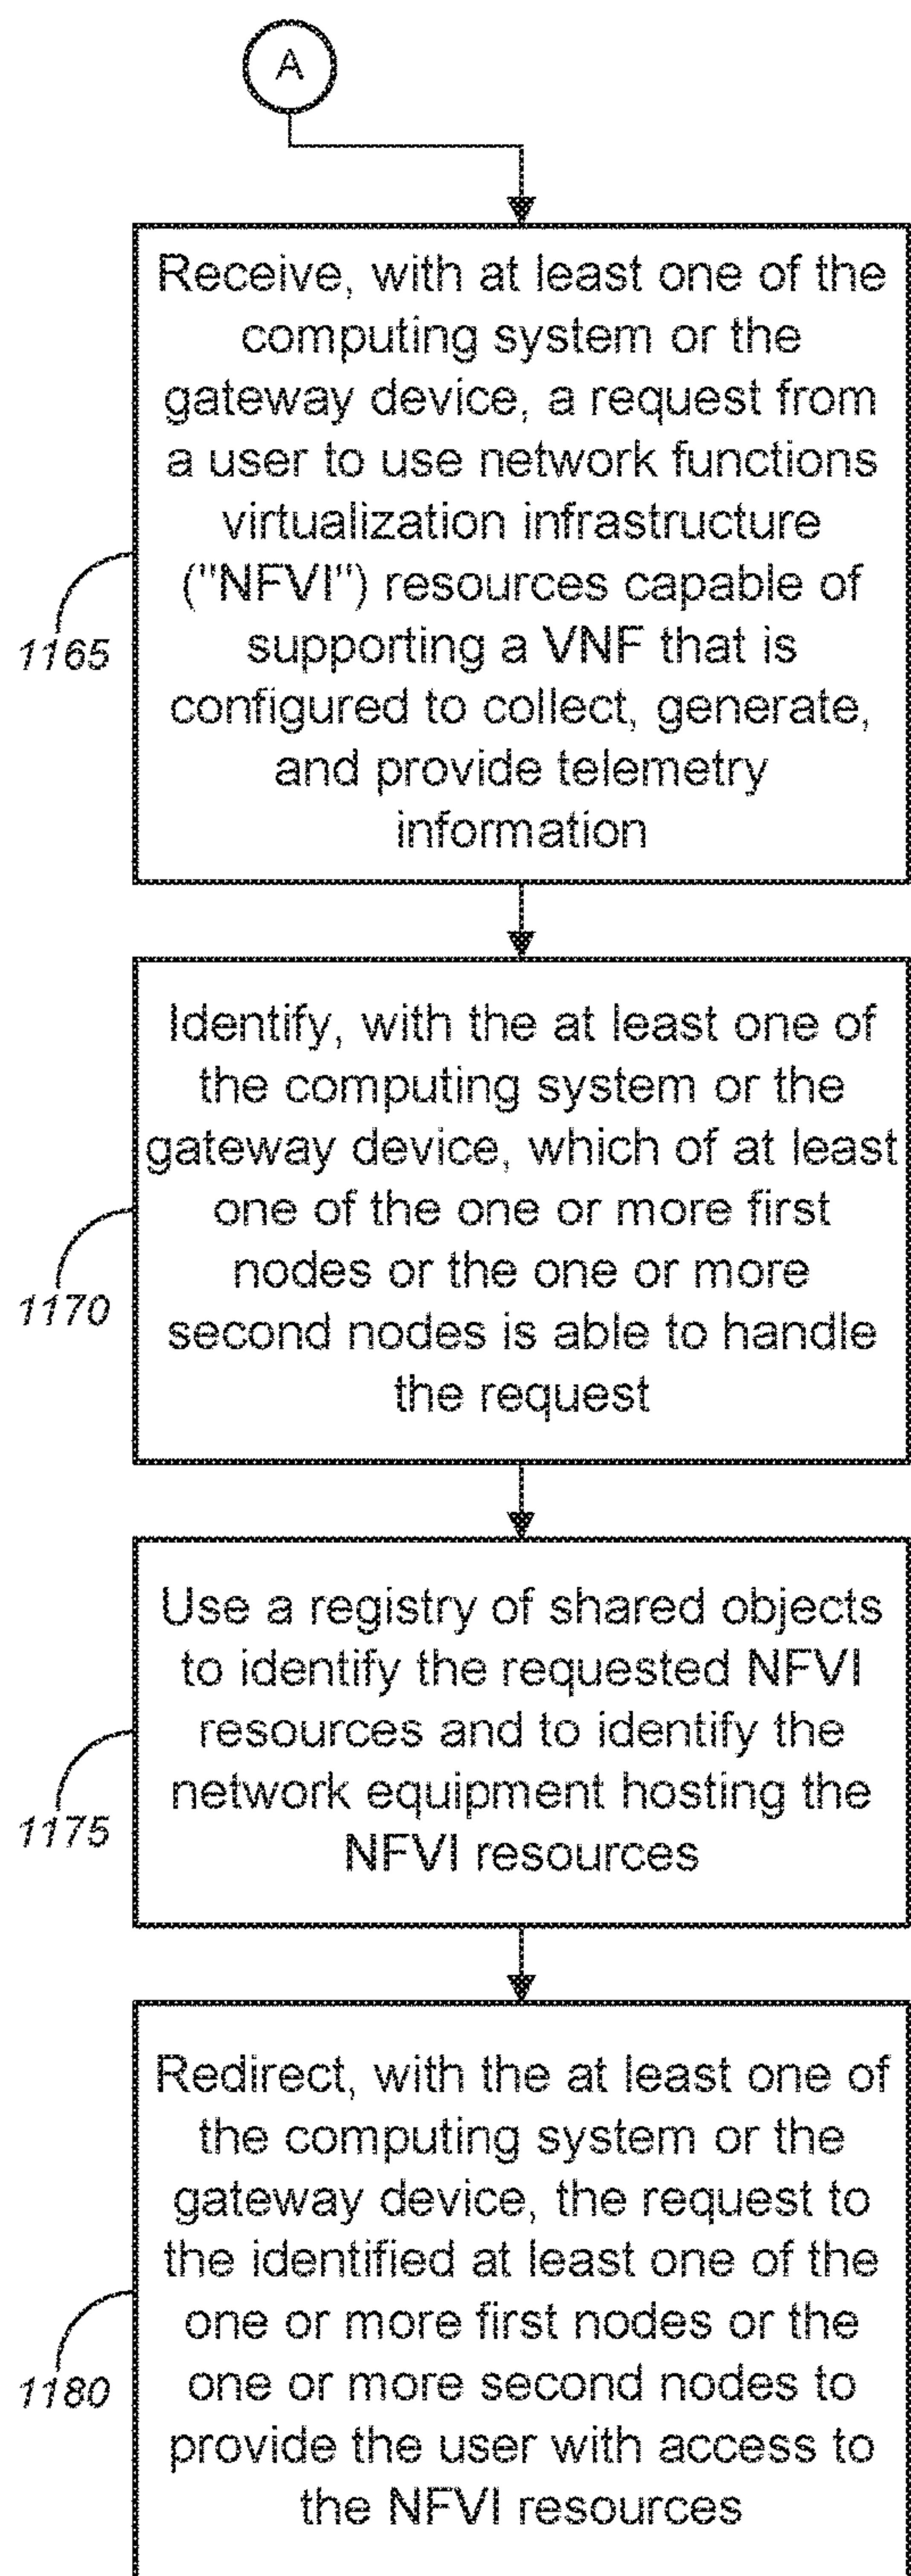 A
Receive, with at least one of the
computing system or the
gateway device, a request from
a user to use network functions
virtualization infrastructure
("NFVI") resources capable of
supporting a VNF that is
configured to collect, generate,
and provide telemetry
information
1165
Identify, with the at least one of
the computing system or the
gateway device, which of at least
one of the one or more first
nodes or the one or more
second nodes is able to handle
the request
1170
Use a registry of shared objects
to identify the requested NFVI
resources and to identify the
network equipment hosting the
NFVI resources
1175
Redirect, with the at least one of
the computing system or the
gateway device, the request to
the identified at least one of the
one or more first nodes or the
one or more second nodes to
provide the user with access to
the NFVI resources
1180